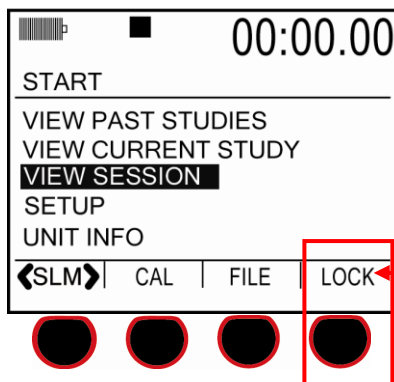 00:00.00
START
VIEW PAST STUDIES
VIEW CURRENT STUDY
VIEW SESSION
SETUP
UNIT INFO
❮SLM❯ CAL FILE LOCK